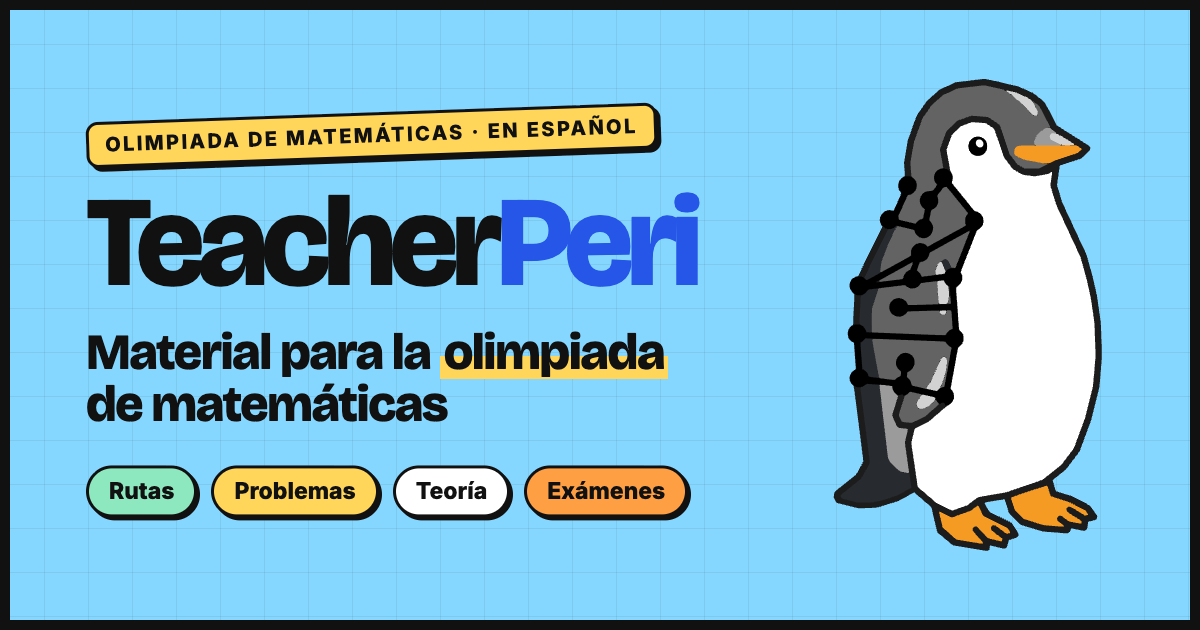 OLIMPIADA DE MATEMÁTICAS · EN ESPAÑOL
TeacherPeri
Material para la olimpiada
de matemáticas
Rutas
Problemas
Teoría
Exámenes